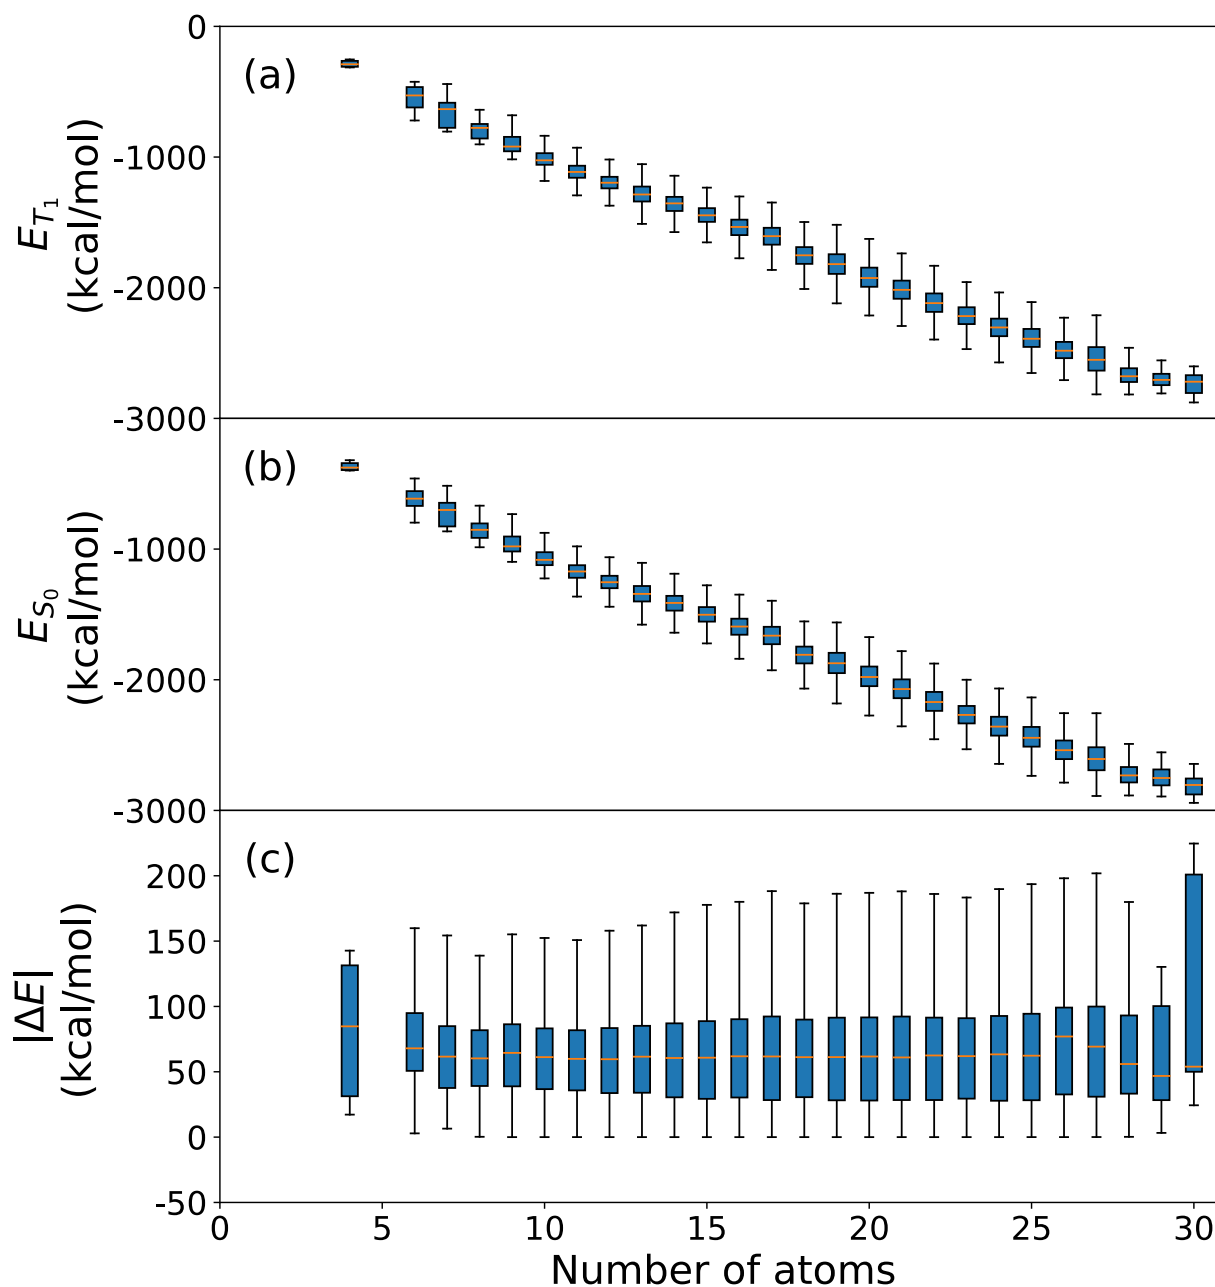 0
(a)
-1000
E_{T_1}
(kcal/mol)
-2000
-3000
(b)
-1000
E_{S_0}
(kcal/mol)
-2000
-3000
(c)
200
150
|ΔE|
(kcal/mol)
100
50
0
-50
0 5 10 15 20 25 30
Number of atoms